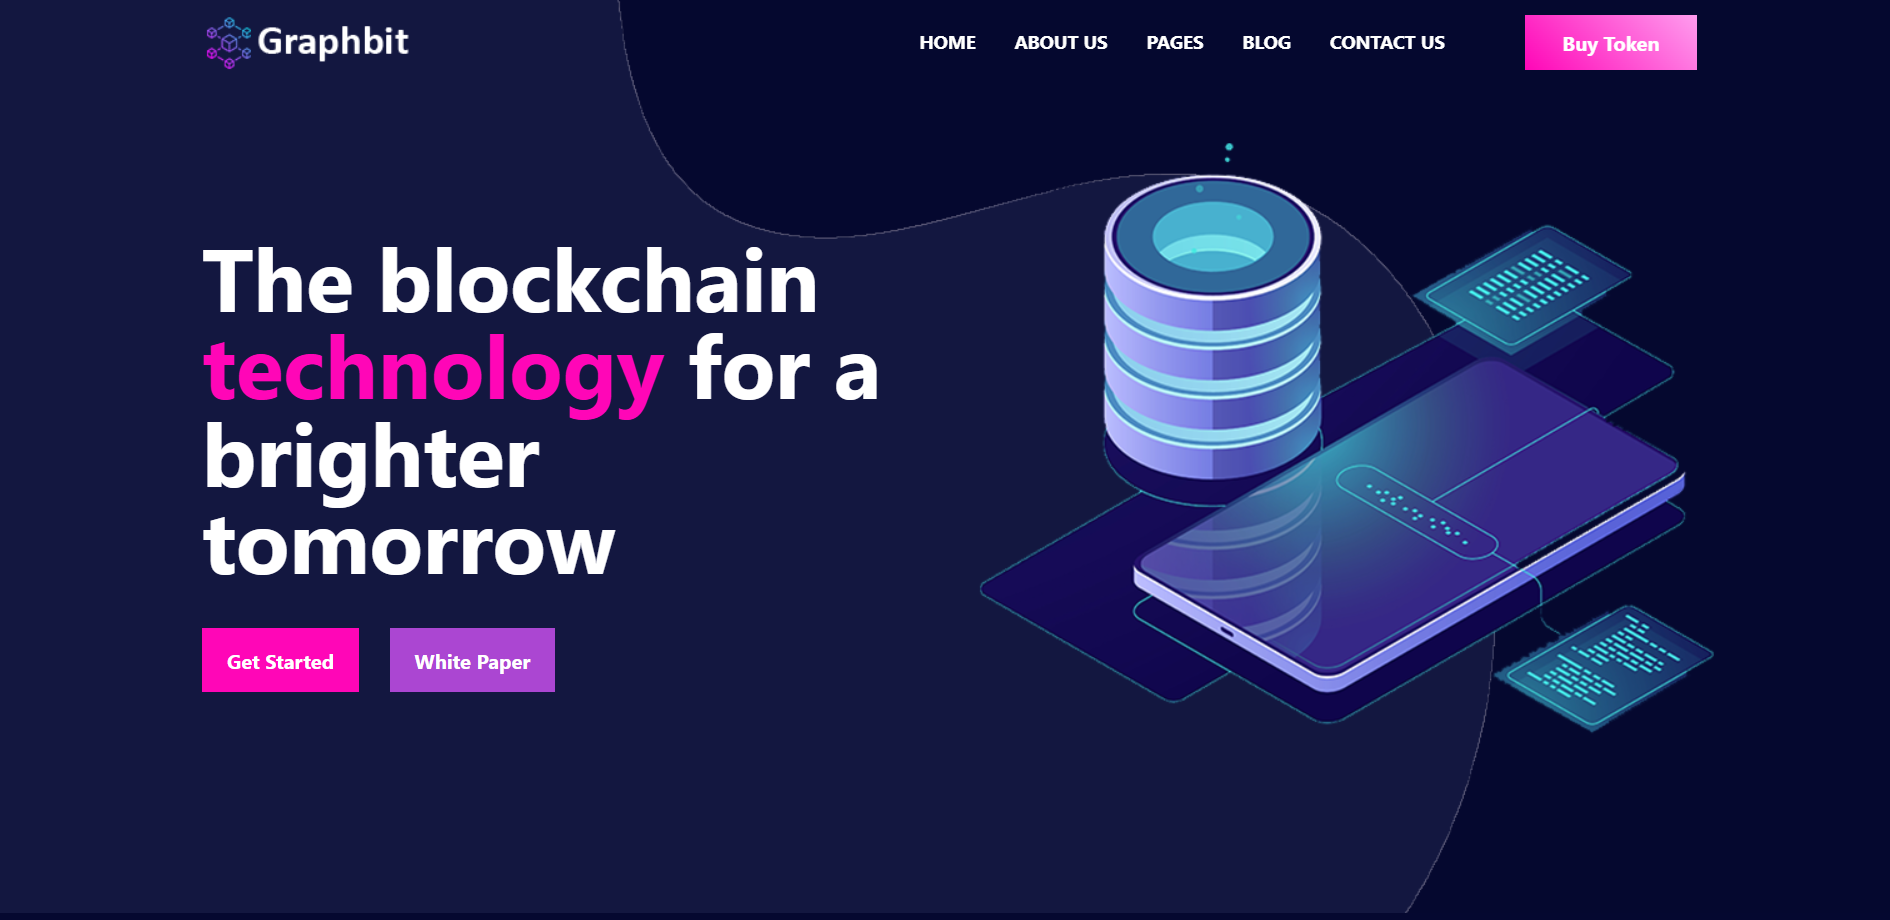 Graphbit
HOME ABOUT US PAGES BLOG CONTACT US Buy Token
The blockchain
technology for a
brighter
tomorrow
Get Started White Paper